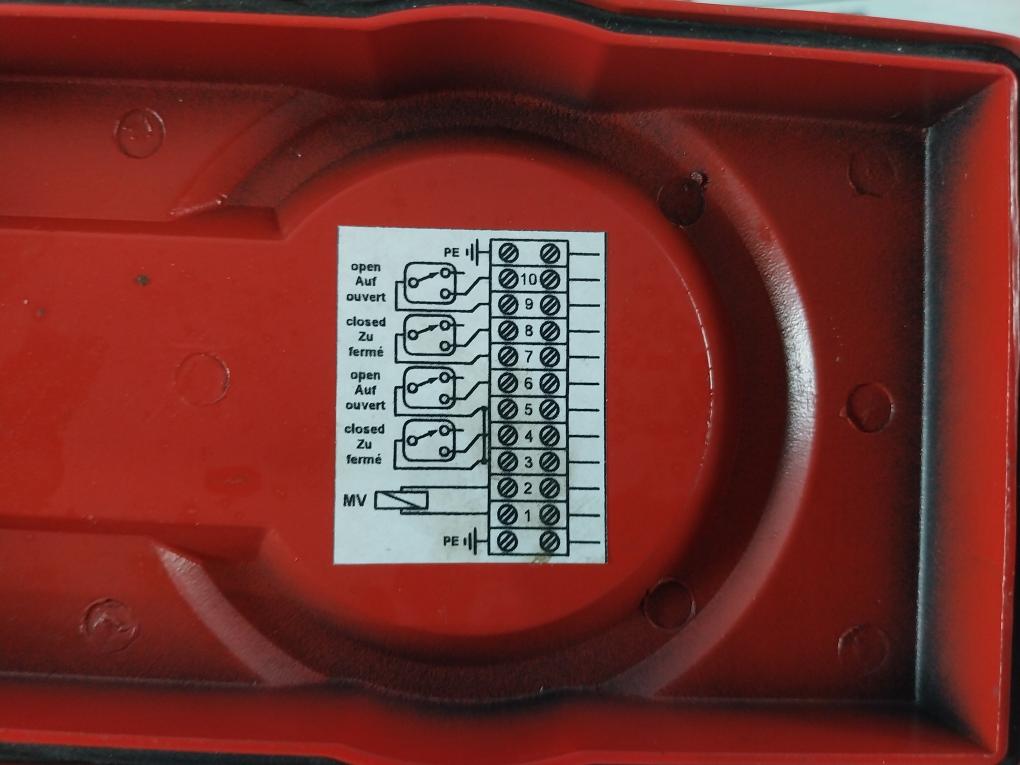 PE
open
Auf
ouvert
10
9
closed
Zu
fermé
8
7
open
Auf
ouvert
6
5
closed
Zu
fermé
4
3
MV
2
1
PE